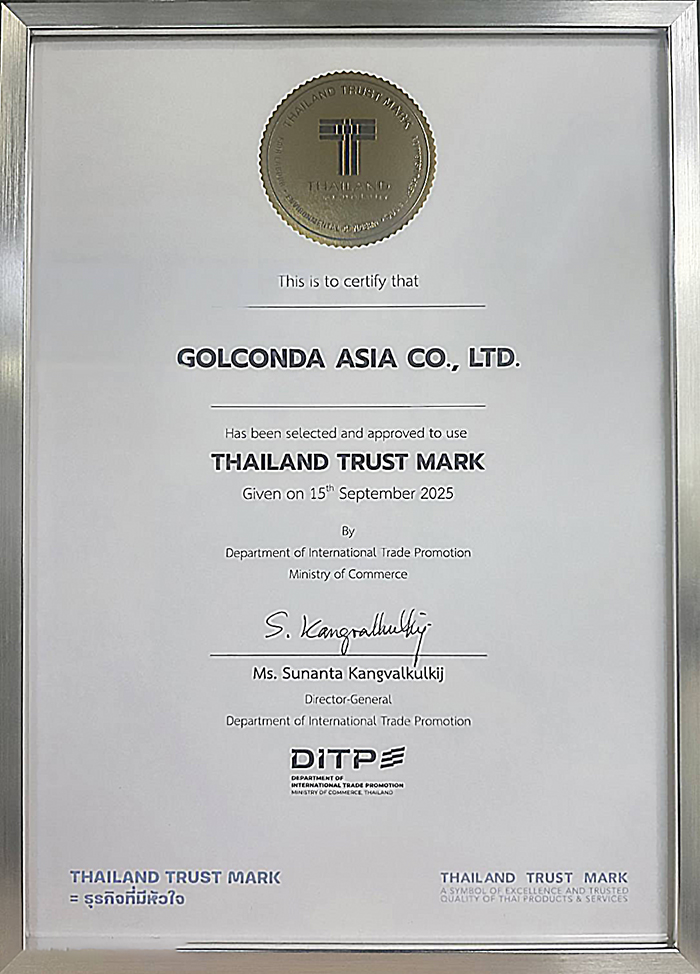 THAILAND TRUST MARK
T
THAILAND
This is to certify that
GOLCONDA ASIA CO., LTD.
Has been selected and approved to use
THAILAND TRUST MARK
Given on 15th September 2025
By
Department of International Trade Promotion
Ministry of Commerce
S. Kangvalkulkij
Ms. Sunanta Kangvalkulkij
Director-General
Department of International Trade Promotion
DITP
DEPARTMENT OF
INTERNATIONAL TRADE PROMOTION
MINISTRY OF COMMERCE, THAILAND
THAILAND TRUST MARK
= ธุรกิจที่มีหัวใจ
THAILAND TRUST MARK
A SYMBOL OF EXCELLENCE AND TRUSTED
QUALITY OF THAI PRODUCTS & SERVICES